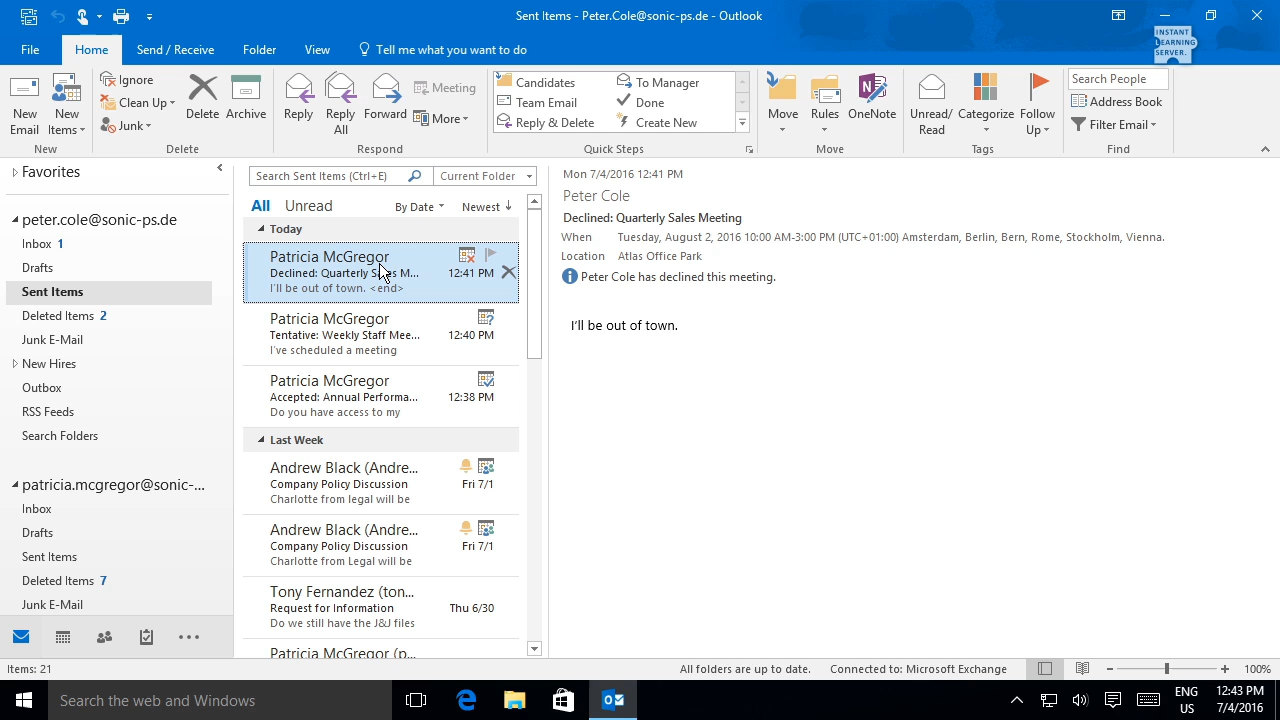 Sent Items - Peter.Cole@sonic-ps.de - Outlook
INSTANT
LEARNING
SERVER.
File Home Send / Receive Folder View Tell me what you want to do
New Email
New Items
New
Ignore
Clean Up
Junk
Delete
Archive
Delete
Reply
Reply All
Forward
Meeting
More
Respond
Candidates
To Manager
Team Email
Done
Reply & Delete
Create New
Quick Steps
Move
Rules
OneNote
Move
Unread/ Read
Categorize
Follow Up
Tags
Search People
Address Book
Filter Email
Find
Favorites
peter.cole@sonic-ps.de
Inbox 1
Drafts
Sent Items
Deleted Items 2
Junk E-Mail
New Hires
Outbox
RSS Feeds
Search Folders
patricia.mcgregor@sonic-...
Inbox
Drafts
Sent Items
Deleted Items 7
Junk E-Mail
Search Sent Items (Ctrl+E) Current Folder
All Unread By Date Newest
Today
Patricia McGregor
Declined: Quarterly Sales M... 12:41 PM
I'll be out of town. <end>
Patricia McGregor
Tentative: Weekly Staff Mee... 12:40 PM
I've scheduled a meeting
Patricia McGregor
Accepted: Annual Performa... 12:38 PM
Do you have access to my
Last Week
Andrew Black (Andre...
Company Policy Discussion Fri 7/1
Charlotte from legal will be
Andrew Black (Andre...
Company Policy Discussion Fri 7/1
Charlotte from Legal will be
Tony Fernandez (ton...
Request for Information Thu 6/30
Do we still have the J&J files
Patricia McGregor (p...
Mon 7/4/2016 12:41 PM
Peter Cole
Declined: Quarterly Sales Meeting
When Tuesday, August 2, 2016 10:00 AM-3:00 PM (UTC+01:00) Amsterdam, Berlin, Bern, Rome, Stockholm, Vienna.
Location Atlas Office Park
Peter Cole has declined this meeting.
I'll be out of town.
Items: 21 All folders are up to date. Connected to: Microsoft Exchange 100%
Search the web and Windows
ENG
US
12:43 PM
7/4/2016